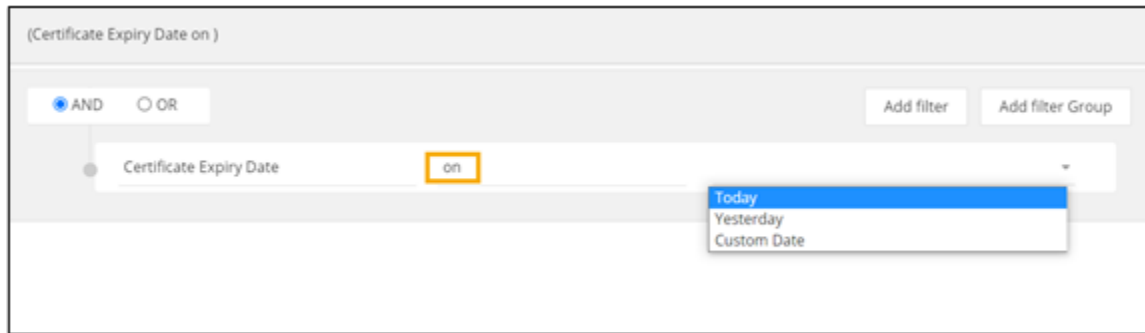 (Certificate Expiry Date on )
AND OR Add filter Add filter Group
Certificate Expiry Date on
Today
Yesterday
Custom Date